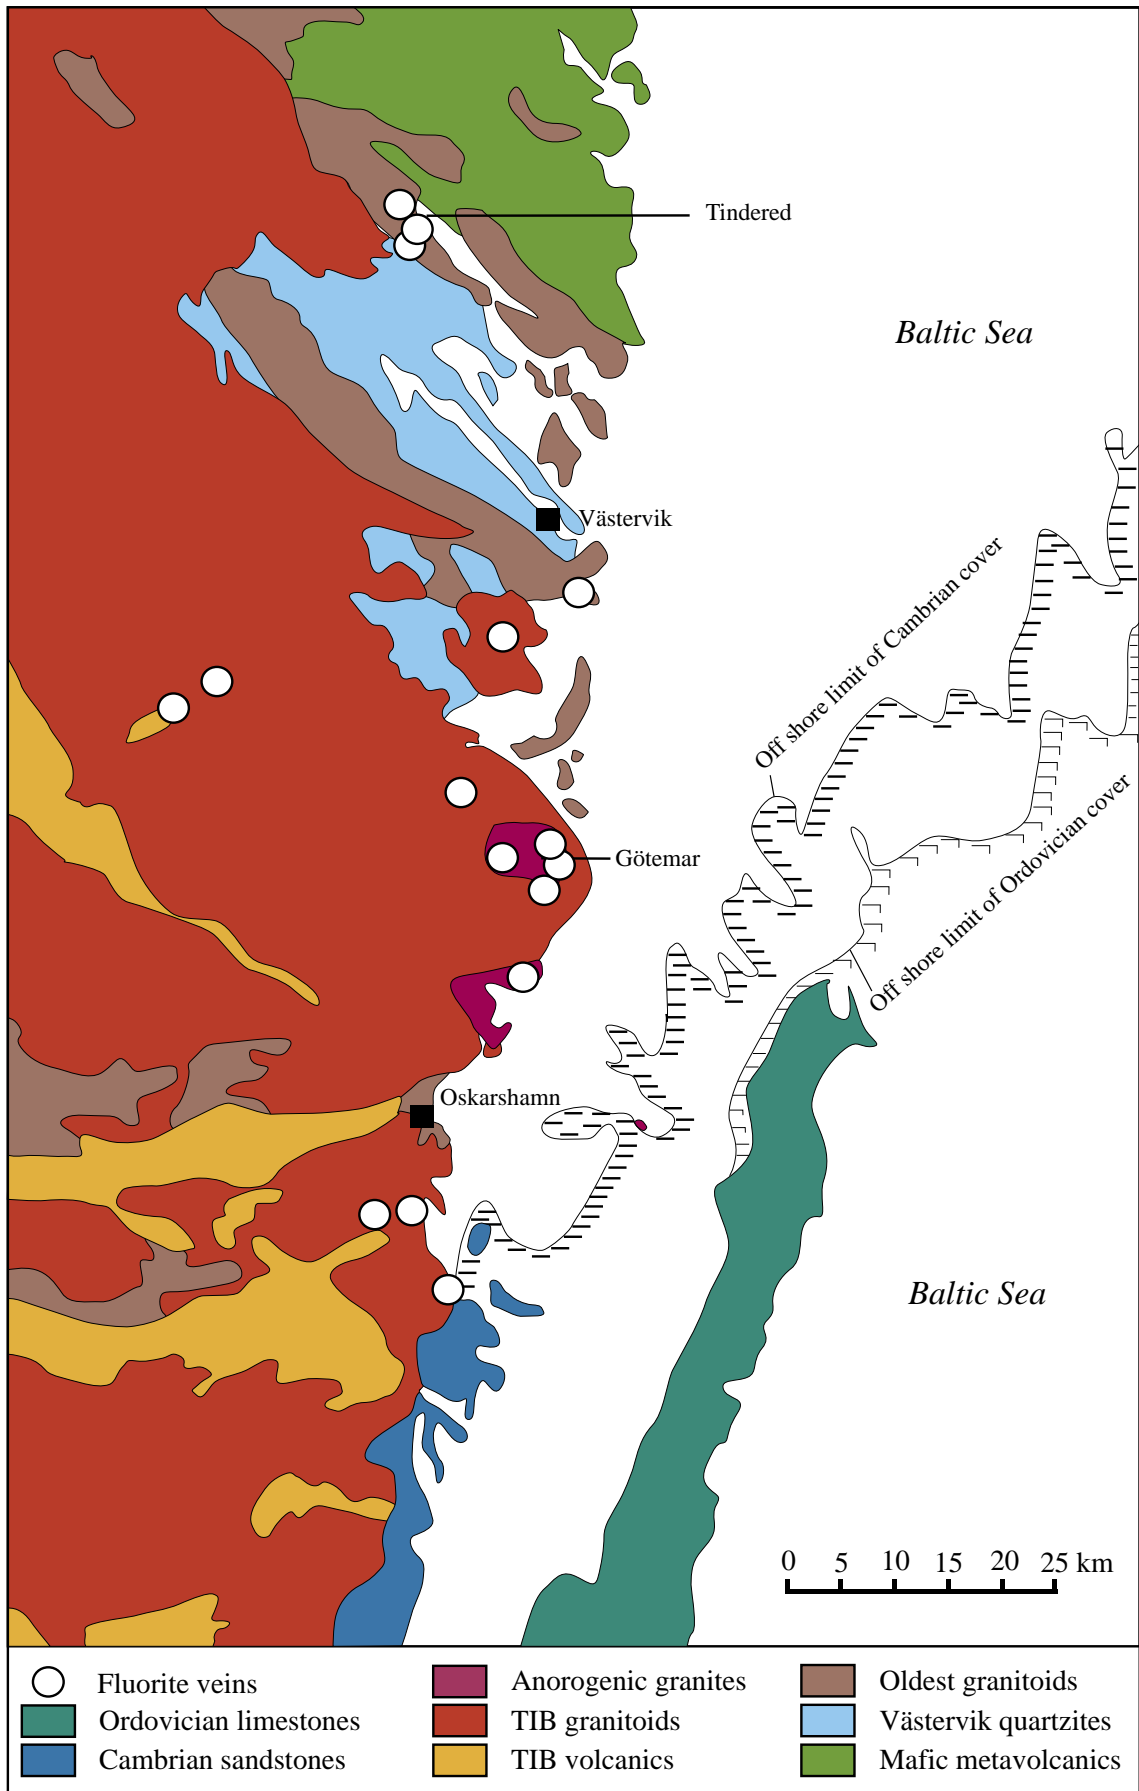 Tindered
Baltic Sea
Västervik
Off shore limit of Cambrian cover
Off shore limit of Ordovician cover
Götemar
Oskarshamn
Baltic Sea
0 5 10 15 20 25 km
Fluorite veins
Ordovician limestones
Cambrian sandstones
Anorogenic granites
TIB granitoids
TIB volcanics
Oldest granitoids
Västervik quartzites
Mafic metavolcanics